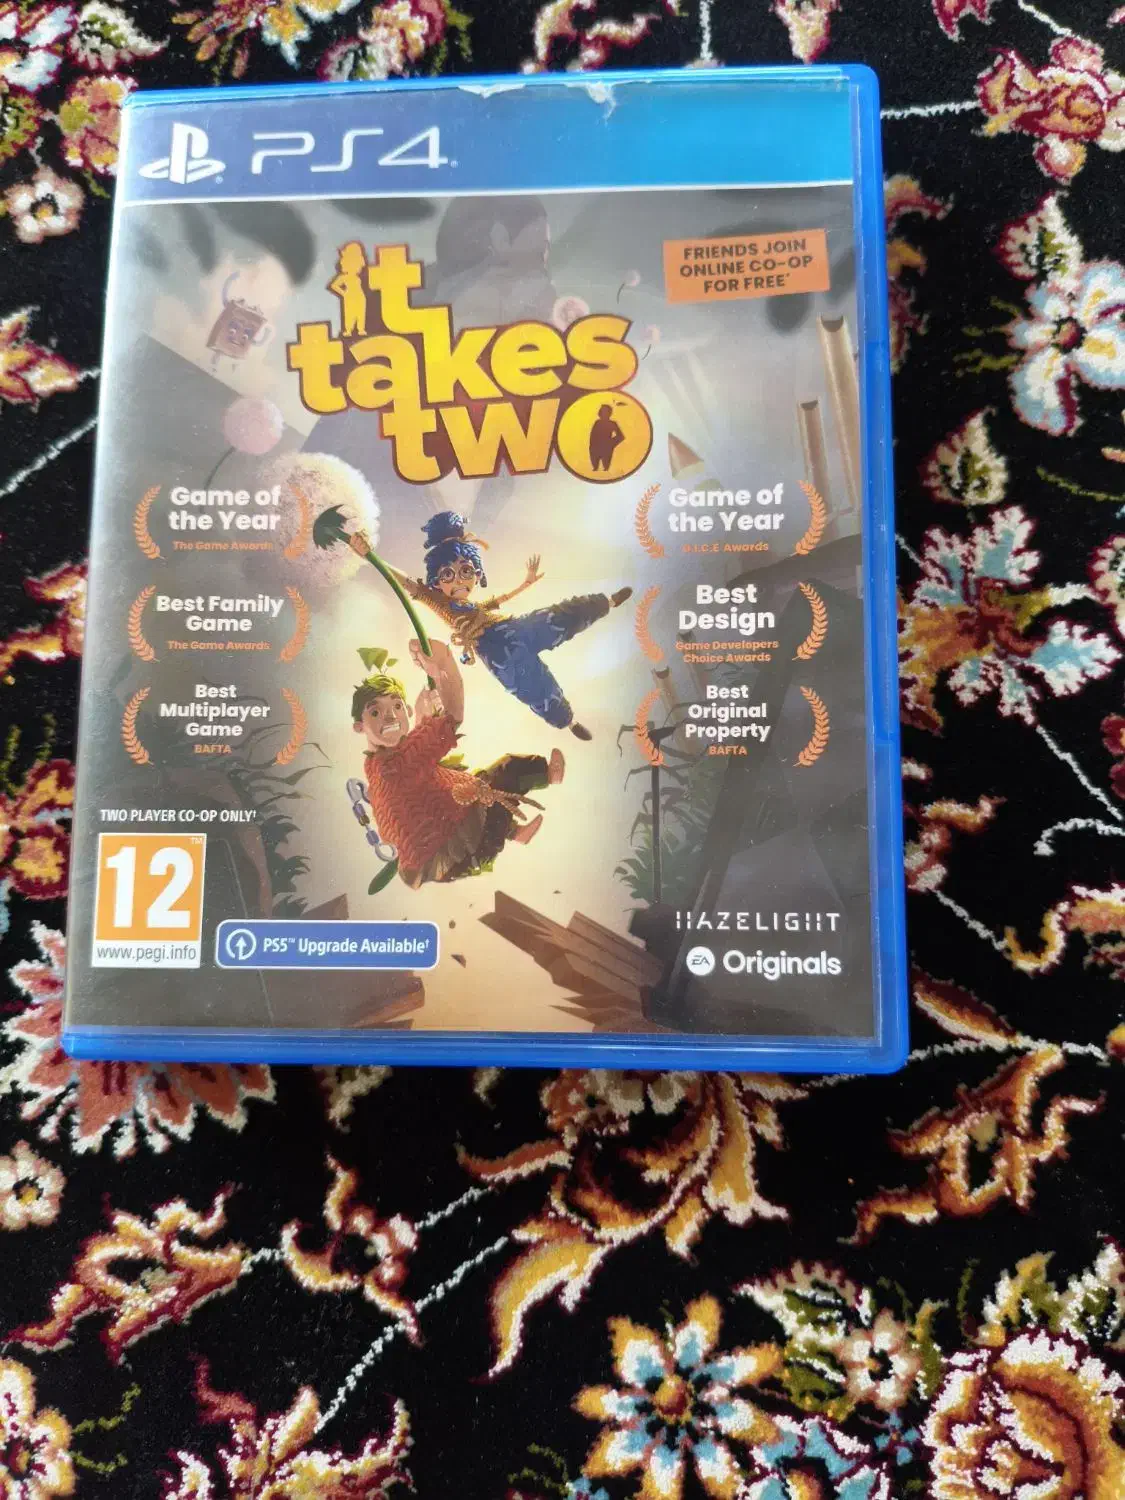 PS4
FRIENDS JOIN
ONLINE CO-OP
FOR FREE*
it
takes
two
Game of
the Year
The Game Awards
Game of
the Year
D.I.C.E Awards
Best Family
Game
The Game Awards
Best
Design
Game Developers
Choice Awards
Best
Multiplayer
Game
BAFTA
Best
Original
Property
BAFTA
TWO PLAYER CO-OP ONLY†
12
TM
www.pegi.info
PS5™ Upgrade Available†
HAZELIGHT
EA Originals